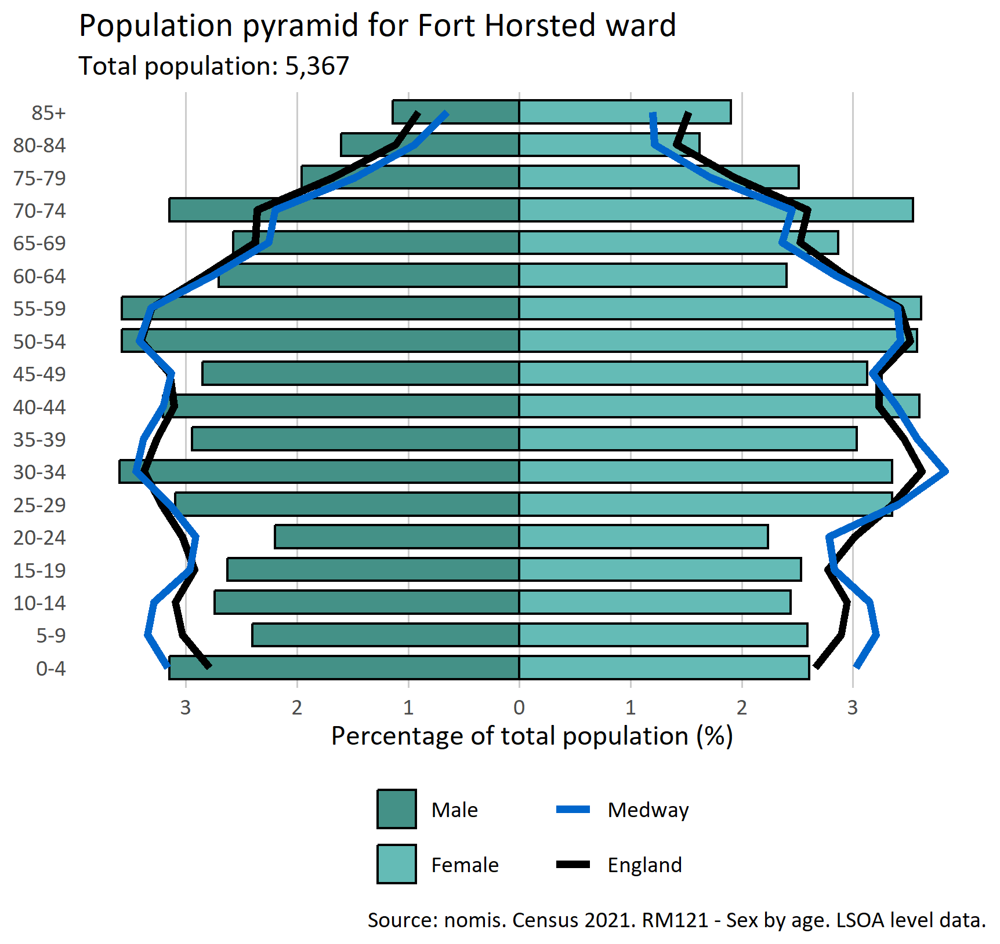 Population pyramid for Fort Horsted ward
Total population: 5,367
85+
80-84
75-79
70-74
65-69
60-64
55-59
50-54
45-49
40-44
35-39
30-34
25-29
20-24
15-19
10-14
5-9
0-4
3 2 1 0 1 2 3
Percentage of total population (%)
Male Medway
Female England
Source: nomis. Census 2021. RM121 - Sex by age. LSOA level data.